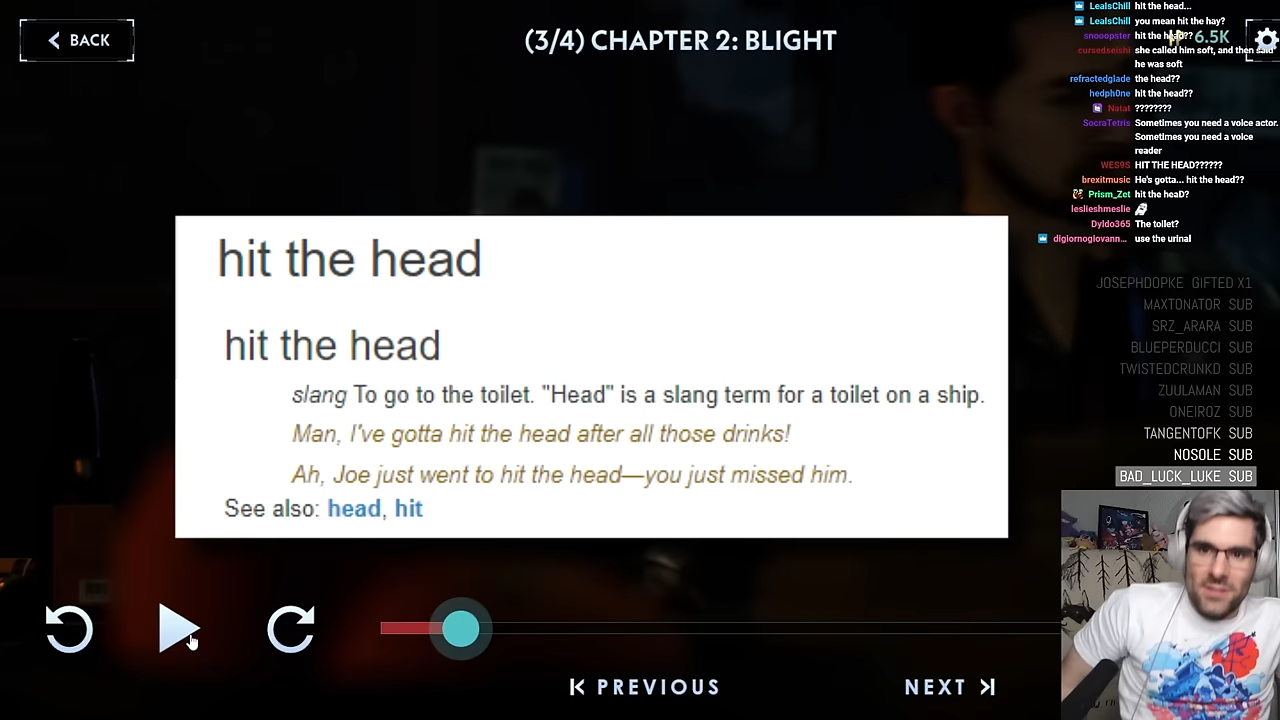 BACK
(3/4) CHAPTER 2: BLIGHT
6.5K
LealsChill hit the head...
LealsChill you mean hit the hay?
snooopster hit the head??
cursedseishi she called him soft, and then said
he was soft
refractedglade the head??
hedph0ne hit the head??
Natat ????????
SocraTetris Sometimes you need a voice actor.
Sometimes you need a voice
reader
WES9S HIT THE HEAD??????
brexitmusic He's gotta... hit the head??
Prism_Zet hit the heaD?
leslieshmeslie
Dyldo365 The toilet?
digiornogiovann... use the urinal
hit the head
hit the head
slang To go to the toilet. "Head" is a slang term for a toilet on a ship.
Man, I've gotta hit the head after all those drinks!
Ah, Joe just went to hit the head—you just missed him.
See also: head, hit
JOSEPHDOPKE GIFTED X1
MAXTONATOR SUB
SRZ_ARARA SUB
BLUEPERDUCCI SUB
TWISTEDCRUNKD SUB
ZUULAMAN SUB
ONEIROZ SUB
TANGENTOFK SUB
NOSOLE SUB
BAD_LUCK_LUKE SUB
PREVIOUS
NEXT